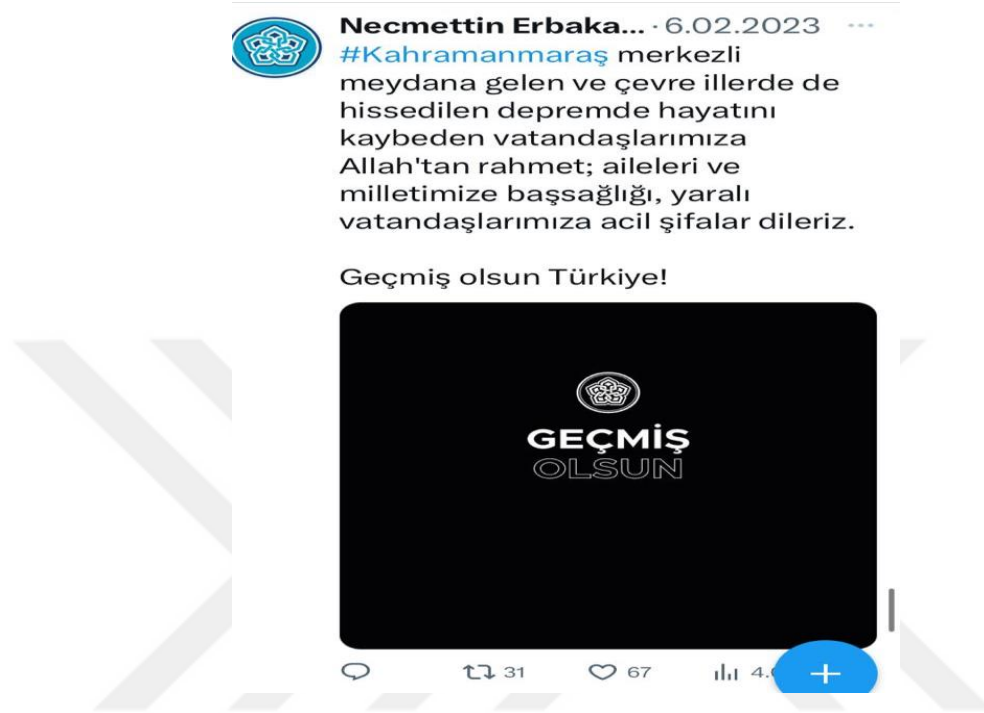 Necmettin Erbaka... · 6.02.2023 ···
#Kahramanmaraş merkezli
meydana gelen ve çevre illerde de
hissedilen depremde hayatını
kaybeden vatandaşlarımıza
Allah'tan rahmet; aileleri ve
milletimize başsağlığı, yaralı
vatandaşlarımıza acil şifalar dileriz.
Geçmiş olsun Türkiye!
GEÇMİŞ
OLSUN
31 67